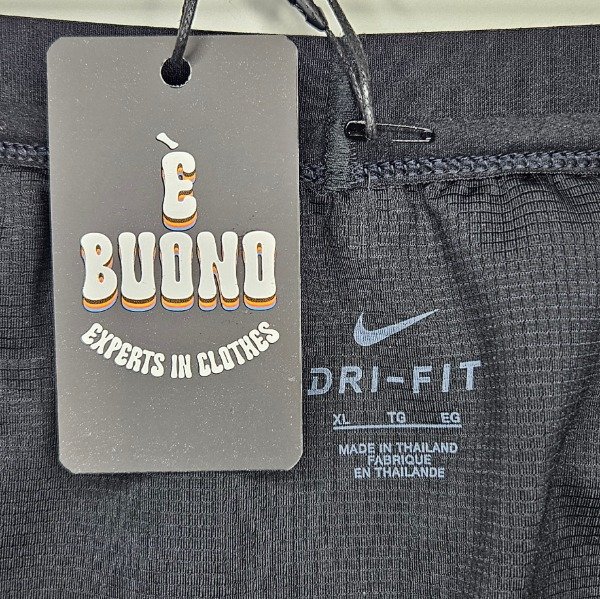 È
BUONO
EXPERTS IN CLOTHES
DRI-FIT
XL TG EG
MADE IN THAILAND
FABRIQUE
EN THAILANDE